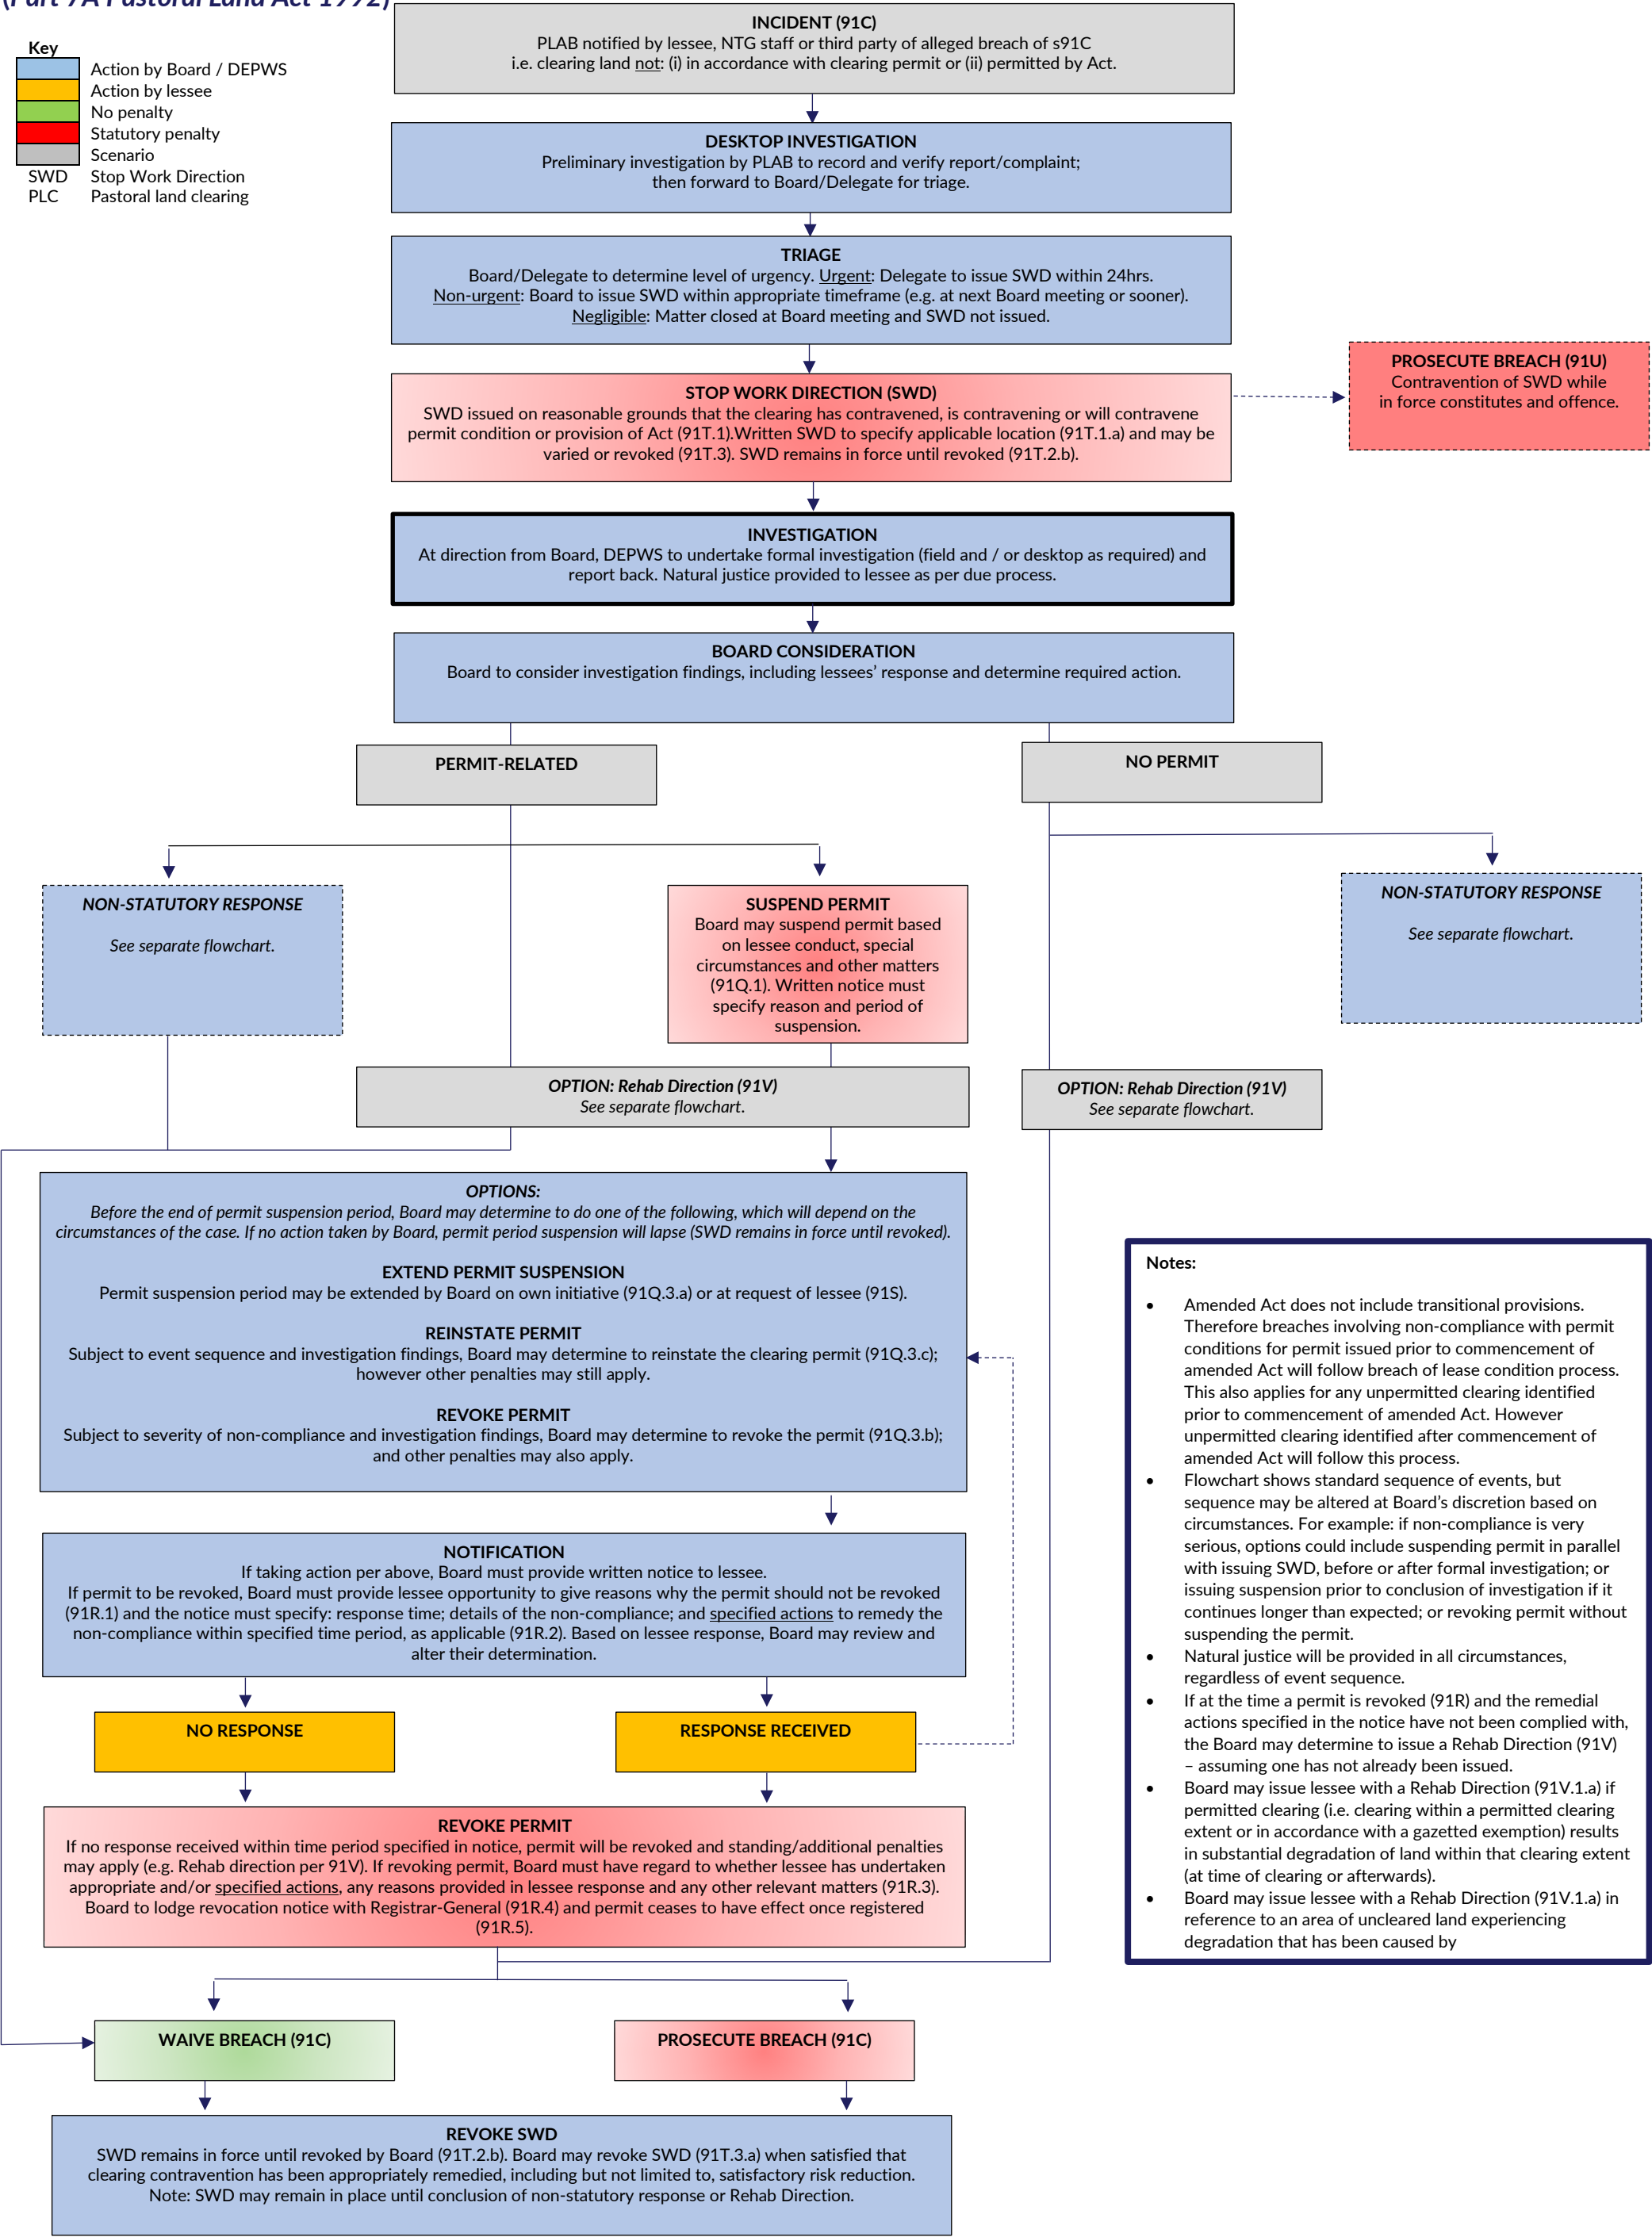 (Part 7A Pastoral Land Act 1992)
Key
Action by Board / DEPWS
Action by lessee
No penalty
Statutory penalty
Scenario
SWD Stop Work Direction
PLC Pastoral land clearing
INCIDENT (91C)
PLAB notified by lessee, NTG staff or third party of alleged breach of s91C
i.e. clearing land not: (i) in accordance with clearing permit or (ii) permitted by Act.
DESKTOP INVESTIGATION
Preliminary investigation by PLAB to record and verify report/complaint;
then forward to Board/Delegate for triage.
TRIAGE
Board/Delegate to determine level of urgency. Urgent: Delegate to issue SWD within 24hrs.
Non-urgent: Board to issue SWD within appropriate timeframe (e.g. at next Board meeting or sooner).
Negligible: Matter closed at Board meeting and SWD not issued.
STOP WORK DIRECTION (SWD)
SWD issued on reasonable grounds that the clearing has contravened, is contravening or will contravene
permit condition or provision of Act (91T.1).Written SWD to specify applicable location (91T.1.a) and may be
varied or revoked (91T.3). SWD remains in force until revoked (91T.2.b).
PROSECUTE BREACH (91U)
Contravention of SWD while
in force constitutes and offence.
INVESTIGATION
At direction from Board, DEPWS to undertake formal investigation (field and / or desktop as required) and
report back. Natural justice provided to lessee as per due process.
BOARD CONSIDERATION
Board to consider investigation findings, including lessees' response and determine required action.
PERMIT-RELATED
NO PERMIT
NON-STATUTORY RESPONSE
See separate flowchart.
SUSPEND PERMIT
Board may suspend permit based
on lessee conduct, special
circumstances and other matters
(91Q.1). Written notice must
specify reason and period of
suspension.
NON-STATUTORY RESPONSE
See separate flowchart.
OPTION: Rehab Direction (91V)
See separate flowchart.
OPTION: Rehab Direction (91V)
See separate flowchart.
OPTIONS:
Before the end of permit suspension period, Board may determine to do one of the following, which will depend on the
circumstances of the case. If no action taken by Board, permit period suspension will lapse (SWD remains in force until revoked).
EXTEND PERMIT SUSPENSION
Permit suspension period may be extended by Board on own initiative (91Q.3.a) or at request of lessee (91S).
REINSTATE PERMIT
Subject to event sequence and investigation findings, Board may determine to reinstate the clearing permit (91Q.3.c);
however other penalties may still apply.
REVOKE PERMIT
Subject to severity of non-compliance and investigation findings, Board may determine to revoke the permit (91Q.3.b);
and other penalties may also apply.
NOTIFICATION
If taking action per above, Board must provide written notice to lessee.
If permit to be revoked, Board must provide lessee opportunity to give reasons why the permit should not be revoked
(91R.1) and the notice must specify: response time; details of the non-compliance; and specified actions to remedy the
non-compliance within specified time period, as applicable (91R.2). Based on lessee response, Board may review and
alter their determination.
NO RESPONSE
RESPONSE RECEIVED
REVOKE PERMIT
If no response received within time period specified in notice, permit will be revoked and standing/additional penalties
may apply (e.g. Rehab direction per 91V). If revoking permit, Board must have regard to whether lessee has undertaken
appropriate and/or specified actions, any reasons provided in lessee response and any other relevant matters (91R.3).
Board to lodge revocation notice with Registrar-General (91R.4) and permit ceases to have effect once registered
(91R.5).
WAIVE BREACH (91C)
PROSECUTE BREACH (91C)
REVOKE SWD
SWD remains in force until revoked by Board (91T.2.b). Board may revoke SWD (91T.3.a) when satisfied that
clearing contravention has been appropriately remedied, including but not limited to, satisfactory risk reduction.
Note: SWD may remain in place until conclusion of non-statutory response or Rehab Direction.
Notes:
• Amended Act does not include transitional provisions.
Therefore breaches involving non-compliance with permit
conditions for permit issued prior to commencement of
amended Act will follow breach of lease condition process.
This also applies for any unpermitted clearing identified
prior to commencement of amended Act. However
unpermitted clearing identified after commencement of
amended Act will follow this process.
• Flowchart shows standard sequence of events, but
sequence may be altered at Board's discretion based on
circumstances. For example: if non-compliance is very
serious, options could include suspending permit in parallel
with issuing SWD, before or after formal investigation; or
issuing suspension prior to conclusion of investigation if it
continues longer than expected; or revoking permit without
suspending the permit.
• Natural justice will be provided in all circumstances,
regardless of event sequence.
• If at the time a permit is revoked (91R) and the remedial
actions specified in the notice have not been complied with,
the Board may determine to issue a Rehab Direction (91V)
– assuming one has not already been issued.
• Board may issue lessee with a Rehab Direction (91V.1.a) if
permitted clearing (i.e. clearing within a permitted clearing
extent or in accordance with a gazetted exemption) results
in substantial degradation of land within that clearing extent
(at time of clearing or afterwards).
• Board may issue lessee with a Rehab Direction (91V.1.a) in
reference to an area of uncleared land experiencing
degradation that has been caused by